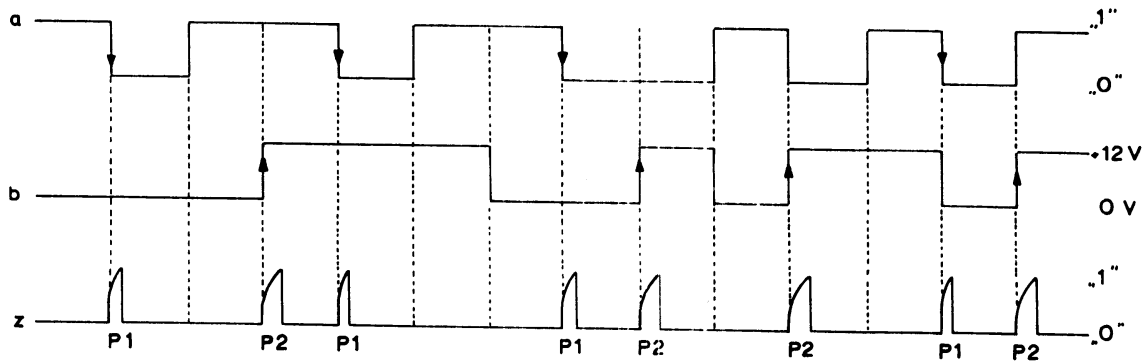 a „1"
„0"
+12 V
b 0 V
„1"
z „0"
P1 P2 P1 P1 P2 P2 P1 P2